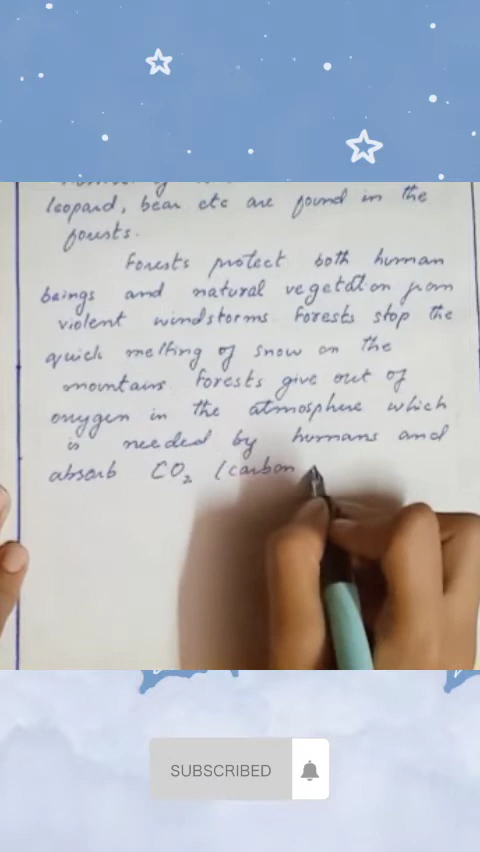 leopard, bear etc are found in the
forests.
Forests protect both human
beings and natural vegetation from
violent windstorms. Forests stop the
quick melting of snow on the
mountains. Forests give out of
oxygen in the atmosphere which
is needed by humans and
absorb CO₂ (carbon
SUBSCRIBED